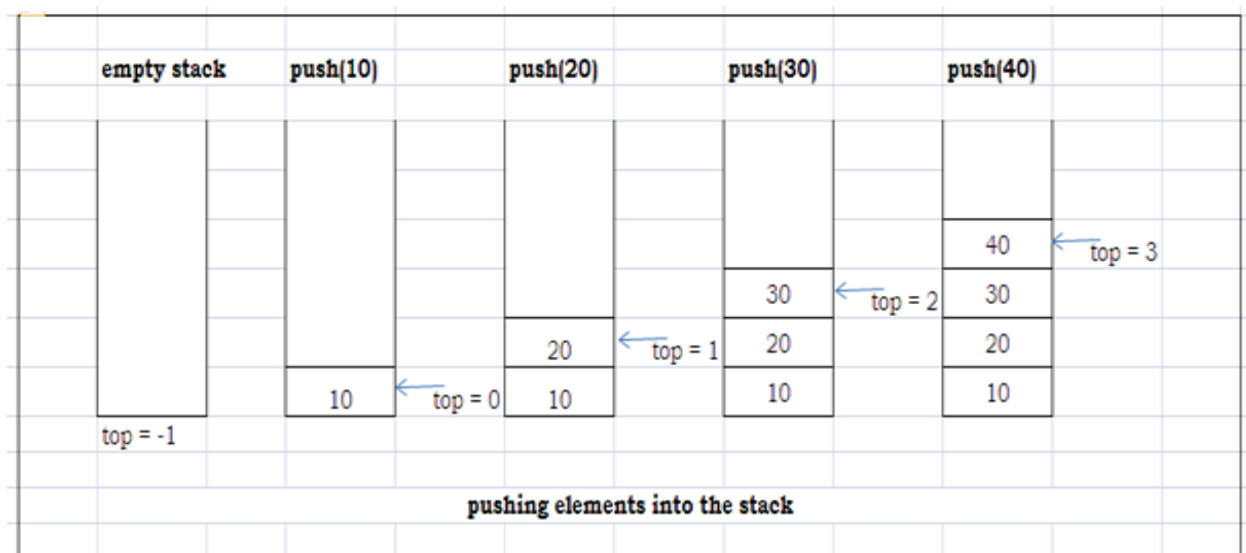 empty stack push(10) push(20) push(30) push(40)
40 top = 3
30 top = 2 30
20 top = 1 20 20
10 top = 0 10 10 10
top = -1
pushing elements into the stack